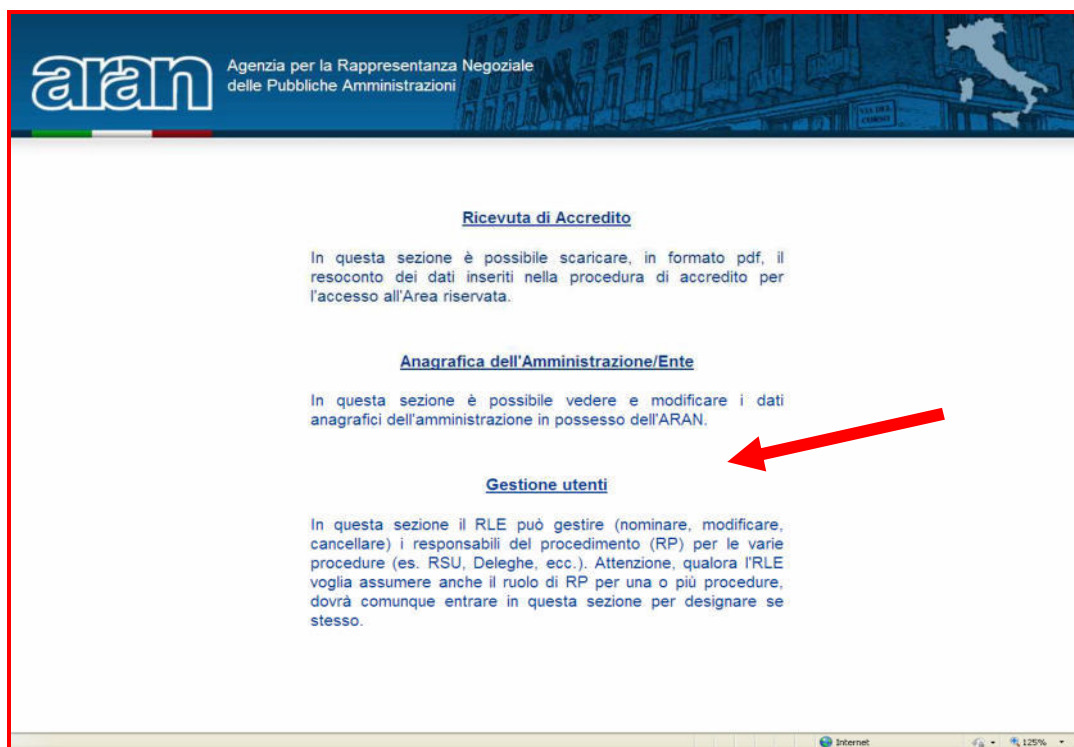 aran
Agenzia per la Rappresentanza Negoziale
delle Pubbliche Amministrazioni
VIA DEL
CORSO
Ricevuta di Accredito
In questa sezione è possibile scaricare, in formato pdf, il
resoconto dei dati inseriti nella procedura di accredito per
l'accesso all'Area riservata.
Anagrafica dell'Amministrazione/Ente
In questa sezione è possibile vedere e modificare i dati
anagrafici dell'amministrazione in possesso dell'ARAN.
Gestione utenti
In questa sezione il RLE può gestire (nominare, modificare,
cancellare) i responsabili del procedimento (RP) per le varie
procedure (es. RSU, Deleghe, ecc.). Attenzione, qualora l'RLE
voglia assumere anche il ruolo di RP per una o più procedure,
dovrà comunque entrare in questa sezione per designare se
stesso.
Internet
125%